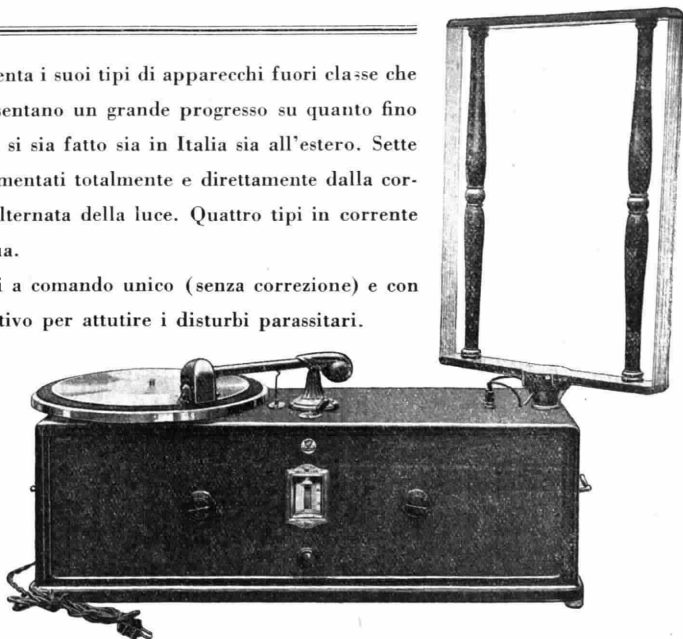 enta i suoi tipi di apparecchi fuori classe che
sentano un grande progresso su quanto fino
si sia fatto sia in Italia sia all'estero. Sette
mentati totalmente e direttamente dalla cor-
lternata della luce. Quattro tipi in corrente
ua.
i a comando unico (senza correzione) e con
tivo per attutire i disturbi parassitari.